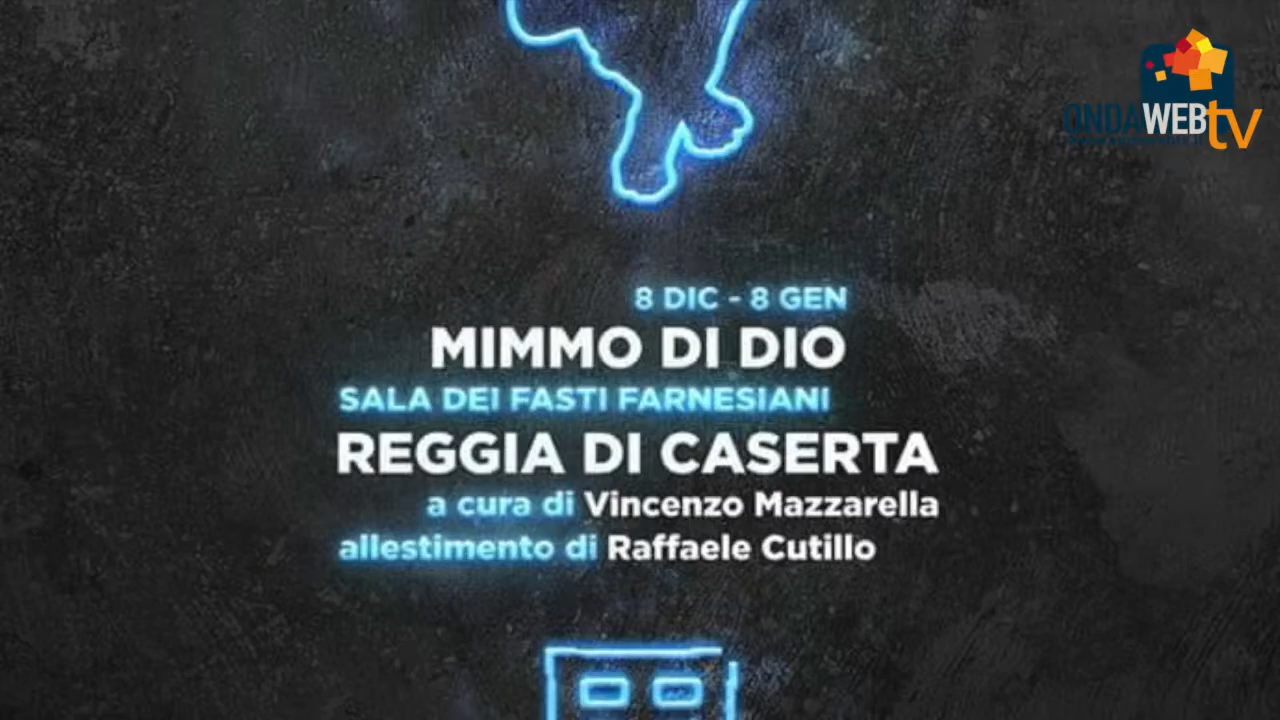 ONDAWEBtv
8 DIC - 8 GEN
MIMMO DI DIO
SALA DEI FASTI FARNESIANI
REGGIA DI CASERTA
a cura di Vincenzo Mazzarella
allestimento di Raffaele Cutillo